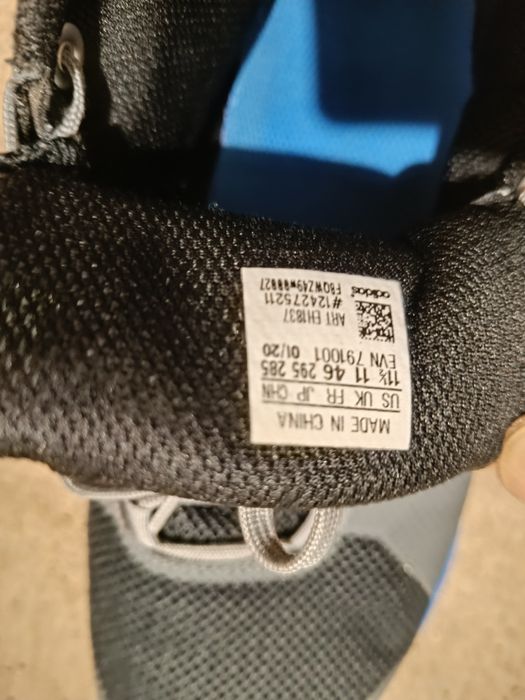 MADE IN CHINA
US UK FR JP CHN
11½ 11 46 295 285
EVN 791001 01/20
ART EH1837
#124275211
F8QWZ49w00027
adidas